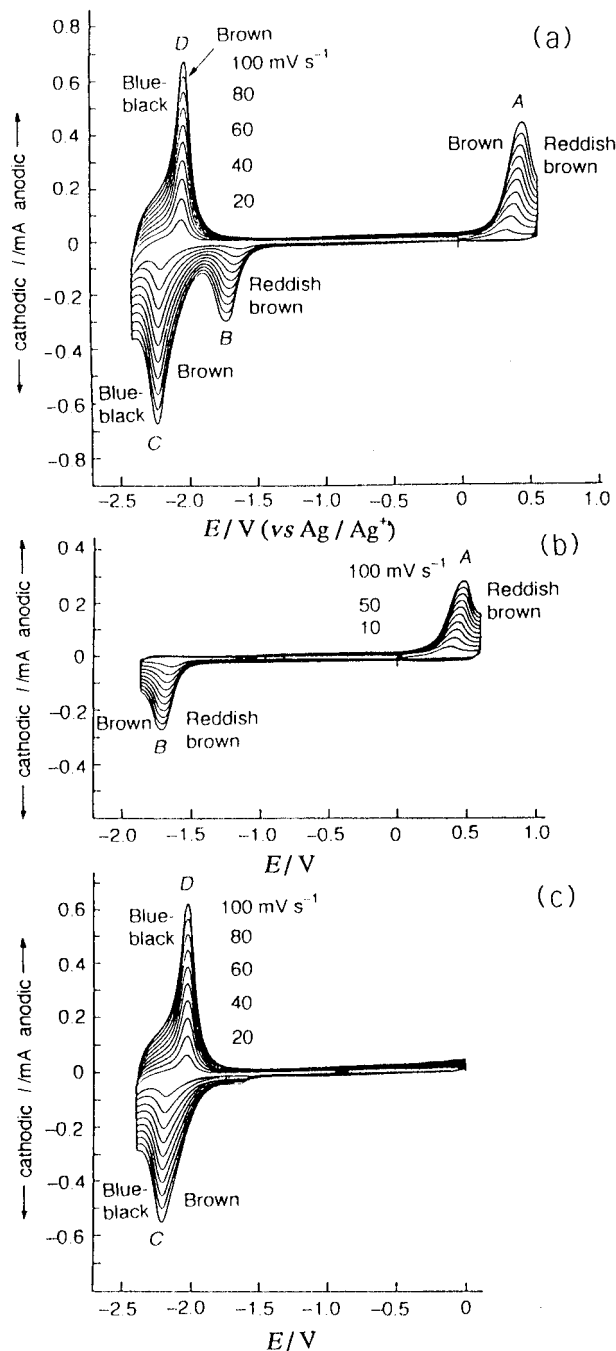 (a)
D
Brown
Blue-
black
100 mV s⁻¹
80
60
40
20
A
Brown
Reddish
brown
0.8
0.6
0.4
0.2
0
-0.2
-0.4
-0.6
-0.8
← cathodic I/mA anodic →
Reddish
brown
B
Brown
Blue-
black
C
-2.5 -2.0 -1.5 -1.0 0 0.5 1.0
E/ V (vs Ag / Ag⁺)
(b)
A
100 mV s⁻¹
50
10
Reddish
brown
0 4
0.2
0
-0.2
-0.4
← cathodic I/mA anodic →
Brown
Reddish
brown
B
-2.0 -1.5 -1.0 -0.5 0 0.5 1.0
E/ V
(c)
D
Blue-
black
100 mV s⁻¹
80
60
40
20
0.6
0.4
0.2
0
-0.2
-0.4
-0.6
← cathodic I/mA anodic →
Blue-
black
Brown
C
-2.5 -2.0 -1.5 -1.0 -0.5 0
E/ V